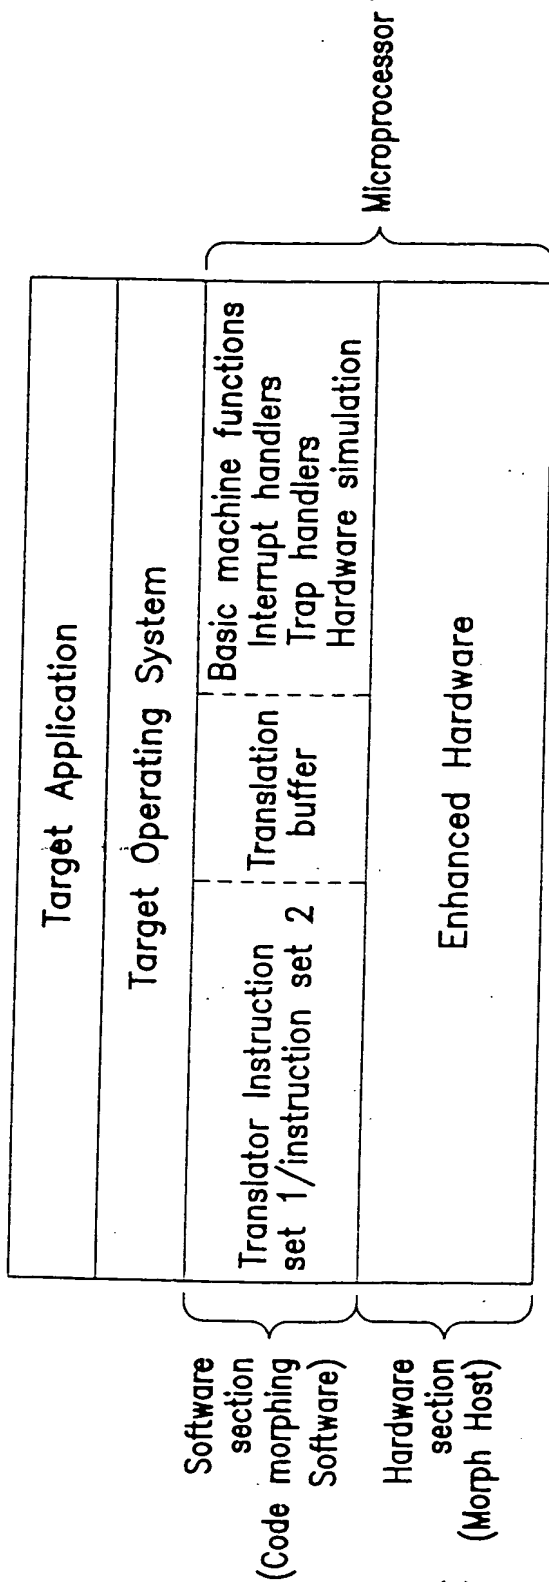 Target Application
Target Operating System
Translator Instruction
set 1/instruction set 2
Translation
buffer
Basic machine functions
Interrupt handlers
Trap handlers
Hardware simulation
Enhanced Hardware
Software
section
(Code morphing
Software)
Hardware
section
(Morph Host)
Microprocessor